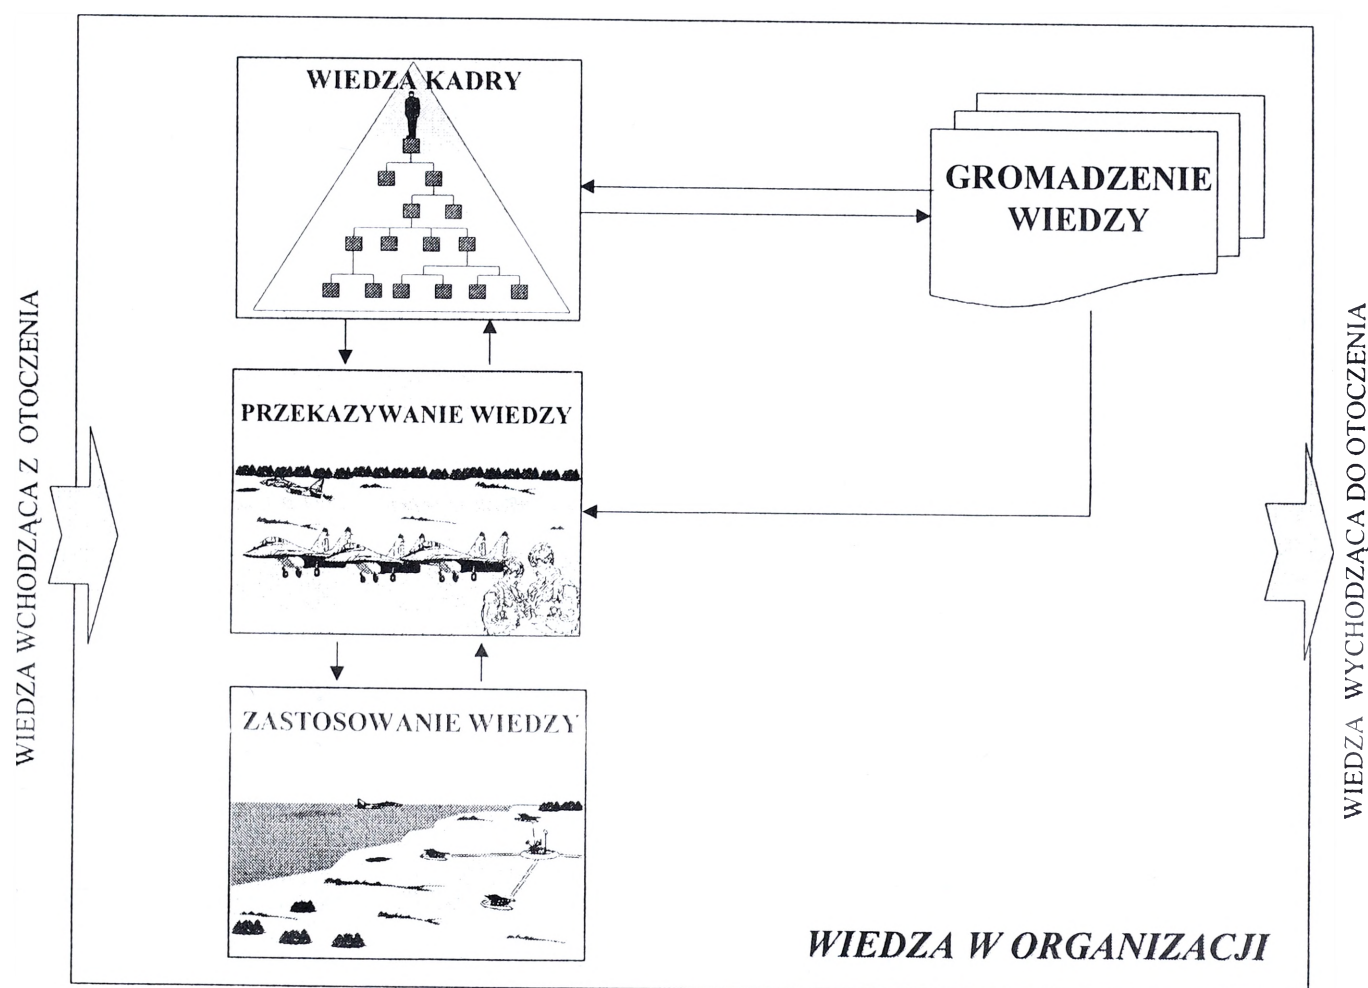 WIEDZA KADRY
GROMADZENIE
WIEDZY
WIEDZA WCHODZĄCA Z OTOCZENIA
PRZEKAZYWANIE WIEDZY
WIEDZA WYCHODZĄCA DO OTOCZENIA
ZASTOSOWANIE WIEDZY
WIEDZA W ORGANIZACJI